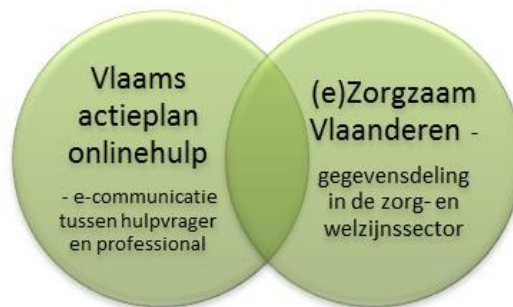 Vlaams
actieplan
onlinehulp
- e-communicatie
tussen hulpvrager
en professional
(e)Zorgzaam
Vlaanderen -
gegevensdeling
in de zorg- en
welzijnssector